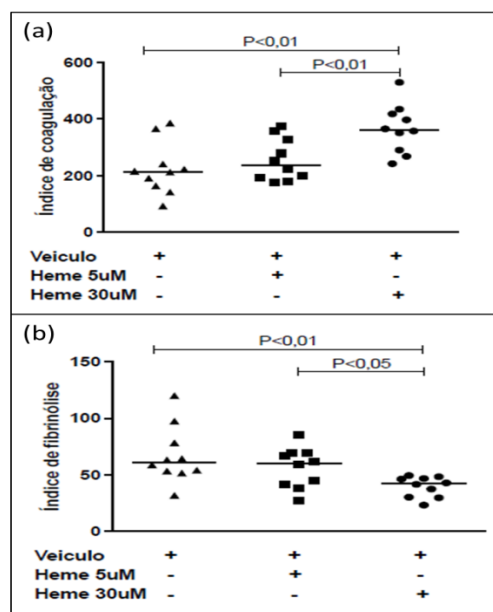 (a)
P<0,01
P<0,01
Índice de coagulação
600
400
200
0
Veiculo + + +
Heme 5uM - + -
Heme 30uM - - +
(b)
P<0,01
P<0,05
Índice de fibrinólise
150
100
50
0
Veiculo + + +
Heme 5uM - + -
Heme 30uM - - +